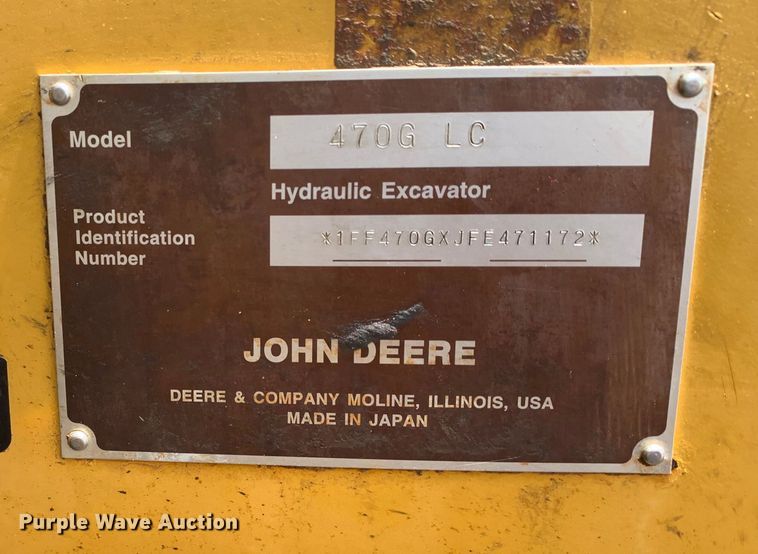 Model 470G LC
Hydraulic Excavator
Product
Identification
Number
*1FF470GXJFE471172*
JOHN DEERE
DEERE & COMPANY MOLINE, ILLINOIS, USA
MADE IN JAPAN
Purple Wave Auction